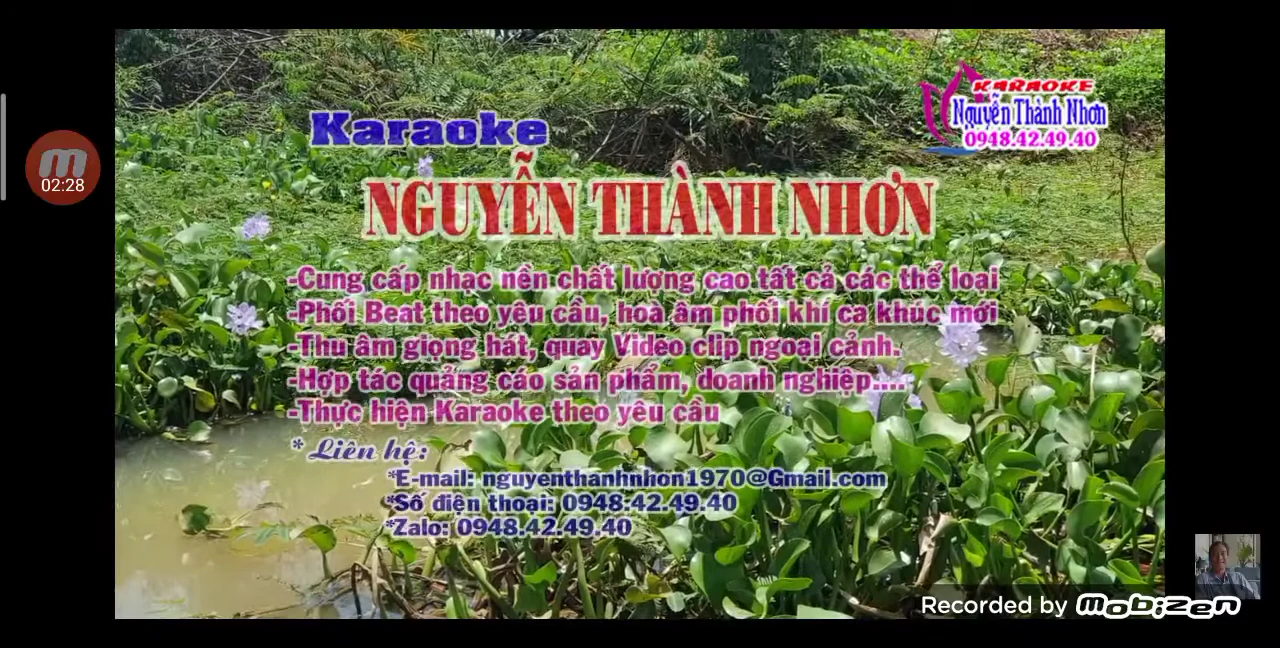 KARAOKE
Nguyễn Thành Nhơn
0948.42.49.40
Karaoke
NGUYỄN THÀNH NHƠN
-Cung cấp nhạc nền chất lượng cao tất cả các thể loại
-Phối Beat theo yêu cầu, hoà âm phối khí ca khúc mới
-Thu âm giọng hát, quay Video clip ngoại cảnh.
-Hợp tác quảng cáo sản phẩm, doanh nghiệp....
-Thực hiện Karaoke theo yêu cầu
* Liên hệ:
*E-mail: nguyenthanhnhon1970@Gmail.com
*Số điện thoại: 0948.42.49.40
*Zalo: 0948.42.49.40
02:28
Recorded by mobizen